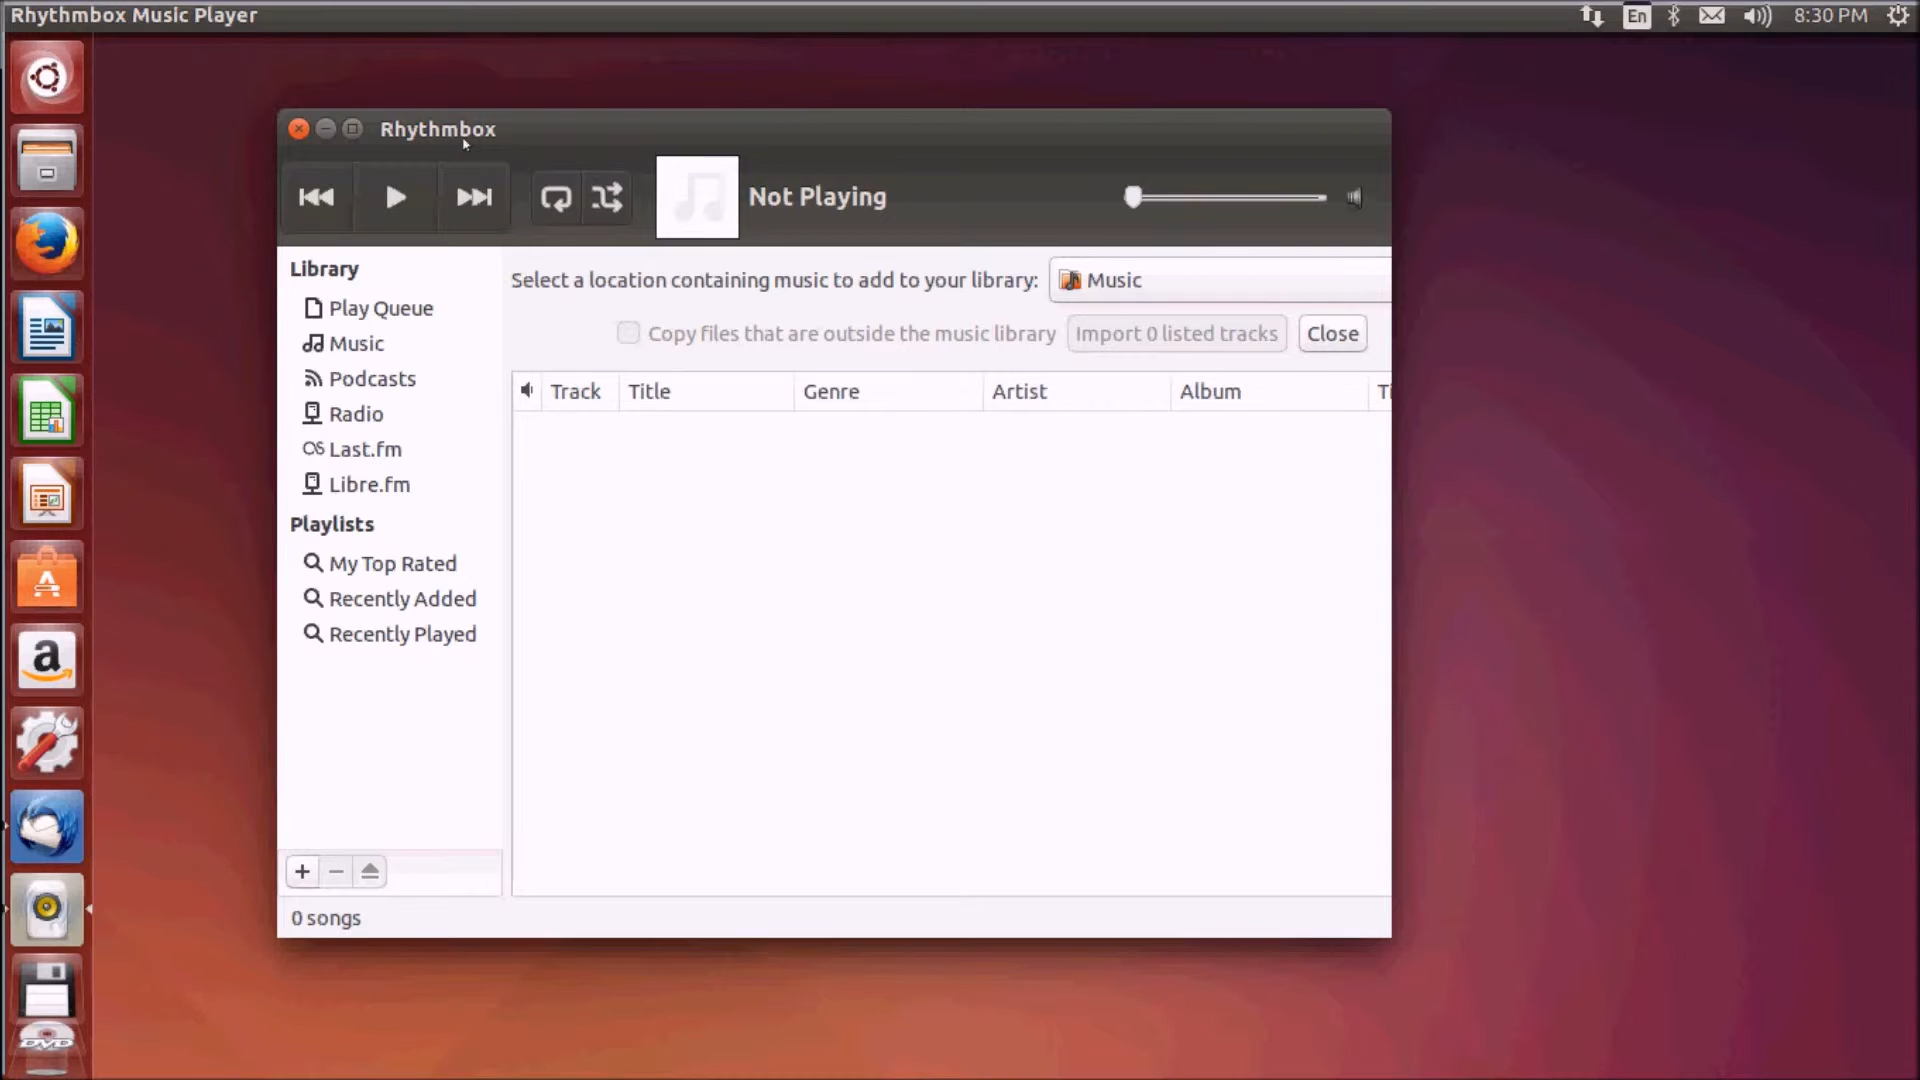 Rhythmbox Music Player
En
8:30 PM
Rhythmbox
Not Playing
Library
Play Queue
Music
Podcasts
Radio
Last.fm
Libre.fm
Playlists
My Top Rated
Recently Added
Recently Played
Select a location containing music to add to your library: Music
Copy files that are outside the music library Import 0 listed tracks Close
Track Title Genre Artist Album Ti
0 songs
a
DVD